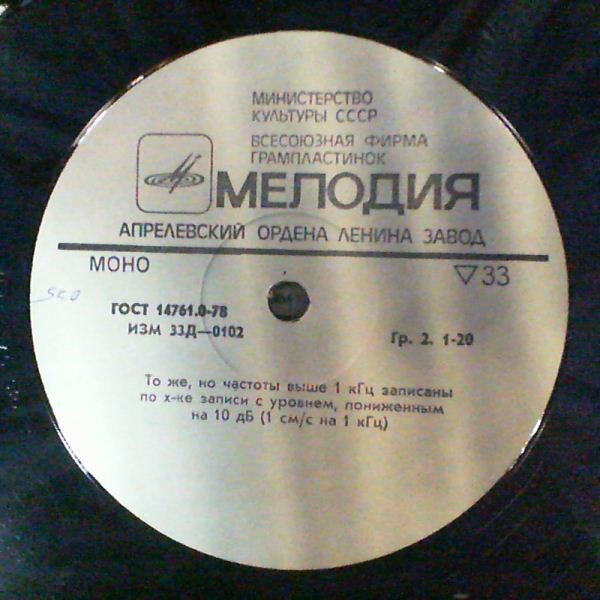 МИНИСТЕРСТВО
КУЛЬТУРЫ СССР
ВСЕСОЮЗНАЯ ФИРМА
ГРАМПЛАСТИНОК
МЕЛОДИЯ
АПРЕЛЕВСКИЙ ОРДЕНА ЛЕНИНА ЗАВОД
МОНО
▽33
ГОСТ 14761.0-78
ИЗМ 33Д—0102
Гр. 2. 1-20
То же, но частоты выше 1 кГц записаны
по х-ке записи с уровнем, пониженным
на 10 дБ (1 см/с на 1 кГц)